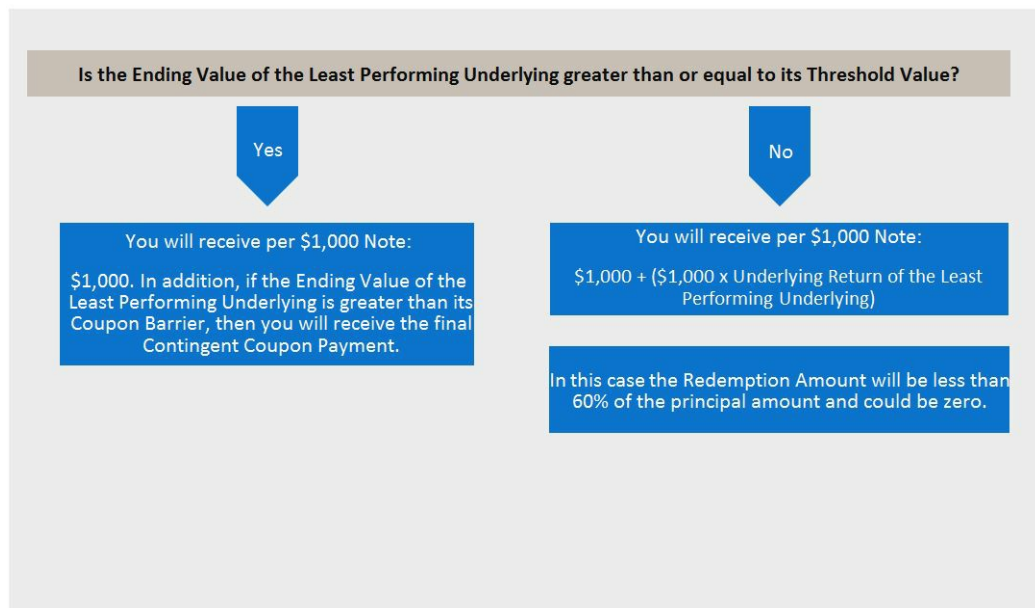 Is the Ending Value of the Least Performing Underlying greater than or equal to its Threshold Value?
Yes
No
You will receive per $1,000 Note:
$1,000. In addition, if the Ending Value of the
Least Performing Underlying is greater than its
Coupon Barrier, then you will receive the final
Contingent Coupon Payment.
You will receive per $1,000 Note:
$1,000 + ($1,000 x Underlying Return of the Least
Performing Underlying)
In this case the Redemption Amount will be less than
60% of the principal amount and could be zero.